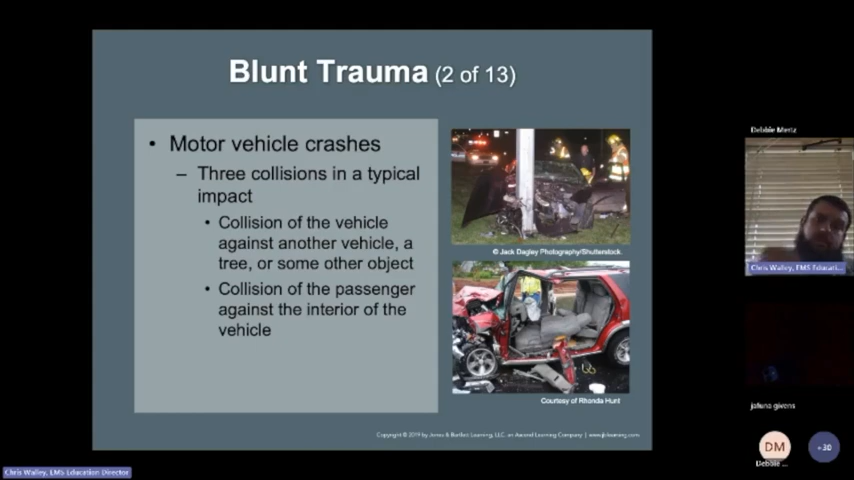 Blunt Trauma (2 of 13)
• Motor vehicle crashes
– Three collisions in a typical
impact
• Collision of the vehicle
against another vehicle, a
tree, or some other object
• Collision of the passenger
against the interior of the
vehicle
© Jack Dagley Photography/Shutterstock.
Courtesy of Rhonda Hunt
Copyright © 2019 by Jones & Bartlett Learning, LLC, an Ascend Learning Company | www.jblearning.com
Debbie Mertz
Chris Walley, EMS Educati...
jafuna givens
DM
Debbie ...
+30
Chris Walley, EMS Education Director